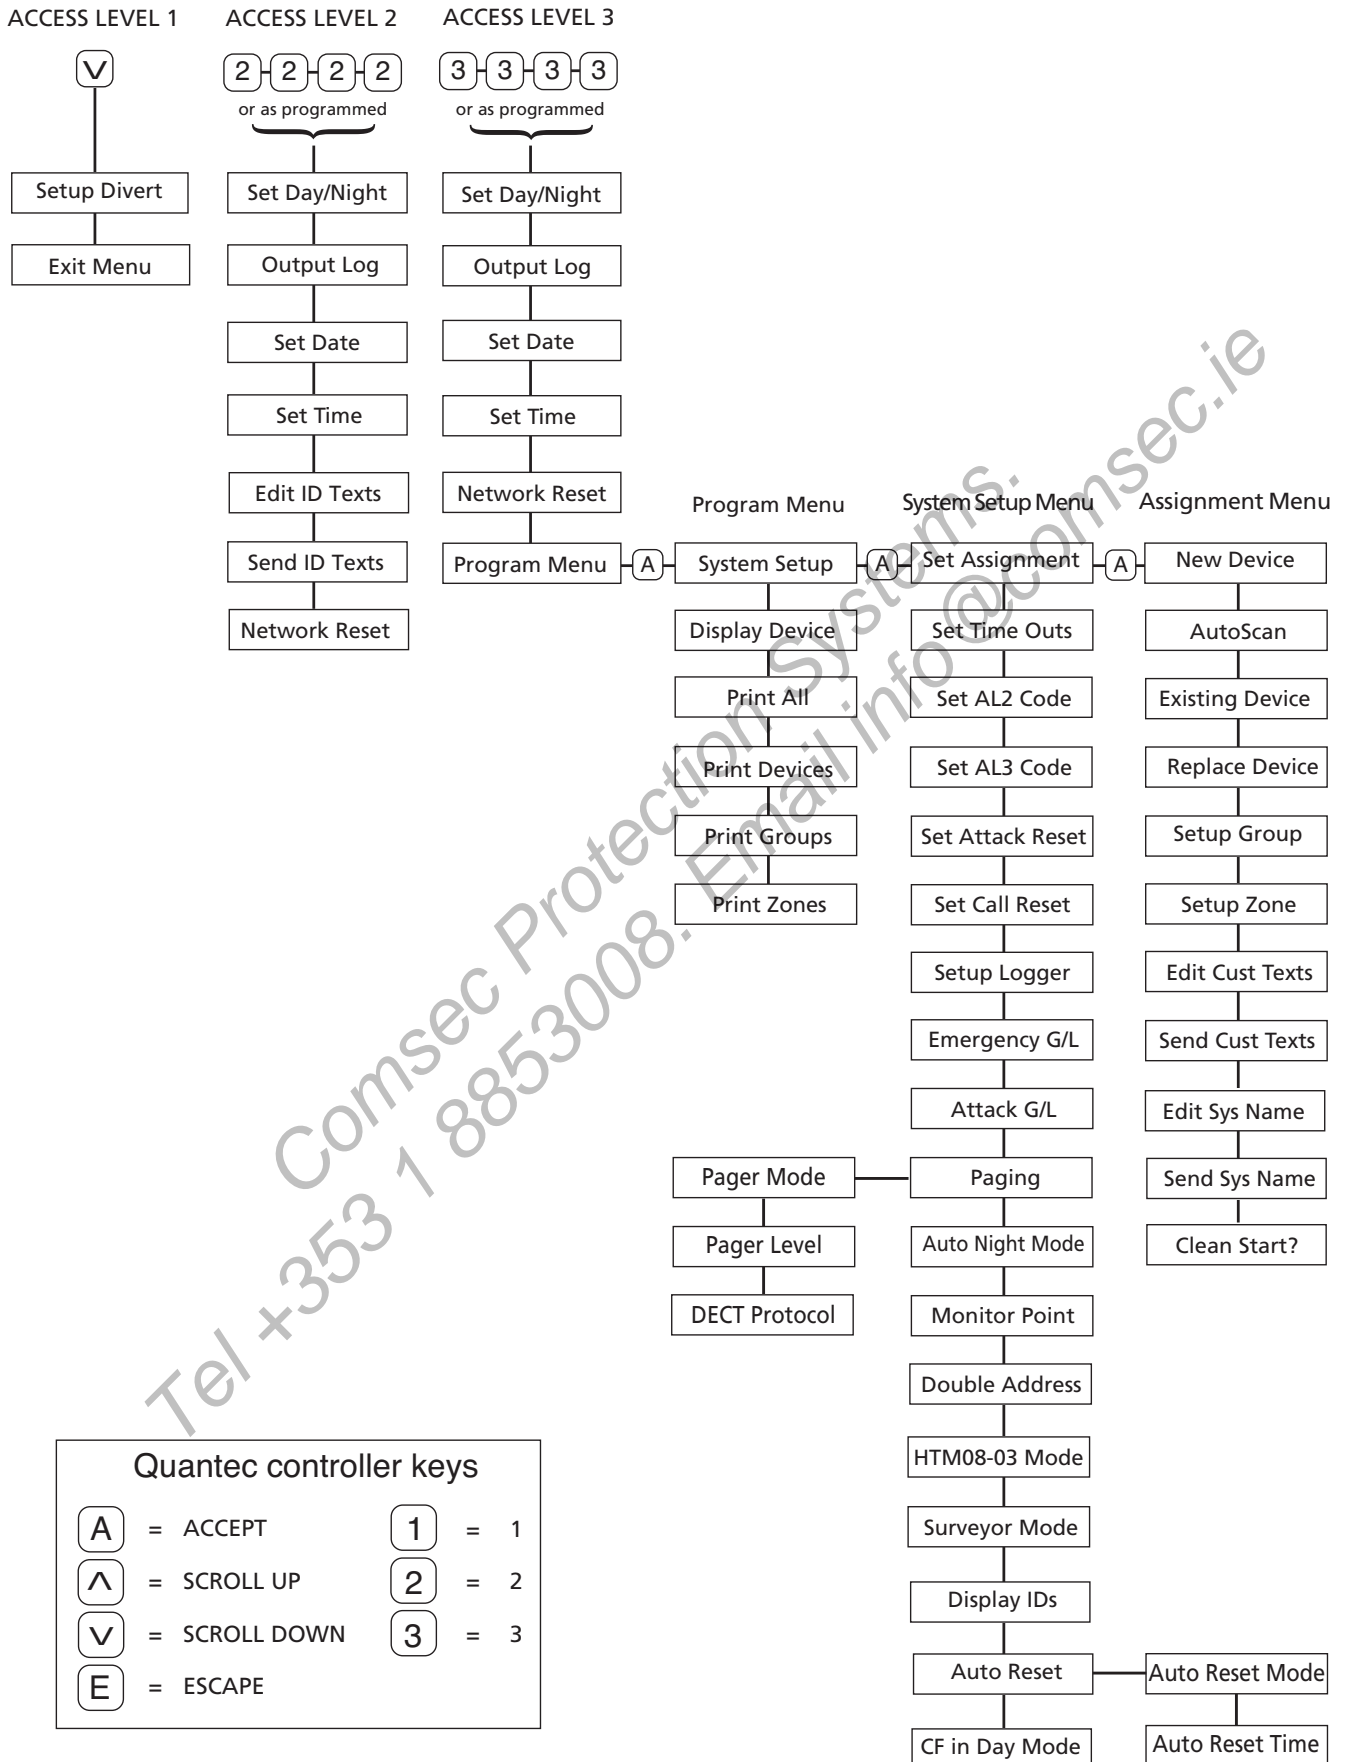 ACCESS LEVEL 1
V
Setup Divert
Exit Menu
ACCESS LEVEL 2
2 2 2 2
or as programmed
Set Day/Night
Output Log
Set Date
Set Time
Edit ID Texts
Send ID Texts
Network Reset
ACCESS LEVEL 3
3 3 3 3
or as programmed
Set Day/Night
Output Log
Set Date
Set Time
Network Reset
Program Menu
A
Program Menu
System Setup
Display Device
Print All
Print Devices
Print Groups
Print Zones
A
System Setup Menu
Set Assignment
Set Time Outs
Set AL2 Code
Set AL3 Code
Set Attack Reset
Set Call Reset
Setup Logger
Emergency G/L
Attack G/L
Paging
Auto Night Mode
Monitor Point
Double Address
HTM08-03 Mode
Surveyor Mode
Display IDs
Auto Reset
CF in Day Mode
A
Assignment Menu
New Device
AutoScan
Existing Device
Replace Device
Setup Group
Setup Zone
Edit Cust Texts
Send Cust Texts
Edit Sys Name
Send Sys Name
Clean Start?
Pager Mode
Pager Level
DECT Protocol
Auto Reset Mode
Auto Reset Time
Quantec controller keys
A = ACCEPT
1 = 1
Λ = SCROLL UP
2 = 2
V = SCROLL DOWN
3 = 3
E = ESCAPE
Comsec Protection Systems.
Tel +353 1 8853008. Email info@comsec.ie